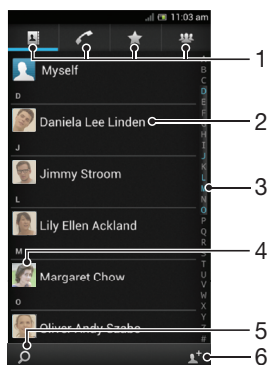 11:03 am
1
Myself
A
B
C
D
D
E
F
Daniela Lee Linden
2
G
H
J
I
J
Jimmy Stroom
K
L
3
L
M
N
O
Lily Ellen Ackland
P
Q
M
R
4
S
Margaret Chow
T
U
V
O
W
X
5
Oliver Andy Szabo
Y
Z
#
6